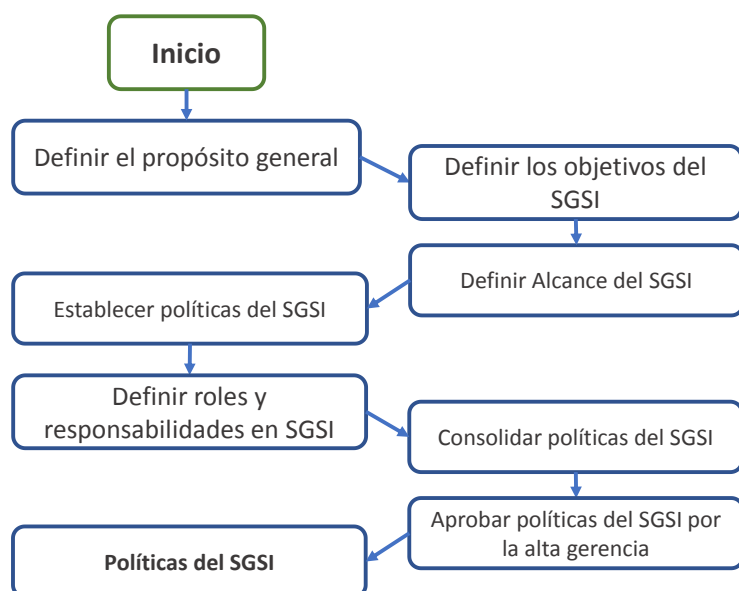 Inicio
Definir el propósito general
Definir los objetivos del
SGSI
Definir Alcance del SGSI
Establecer políticas del SGSI
Definir roles y
responsabilidades en SGSI
Consolidar políticas del SGSI
Aprobar políticas del SGSI por
la alta gerencia
Políticas del SGSI